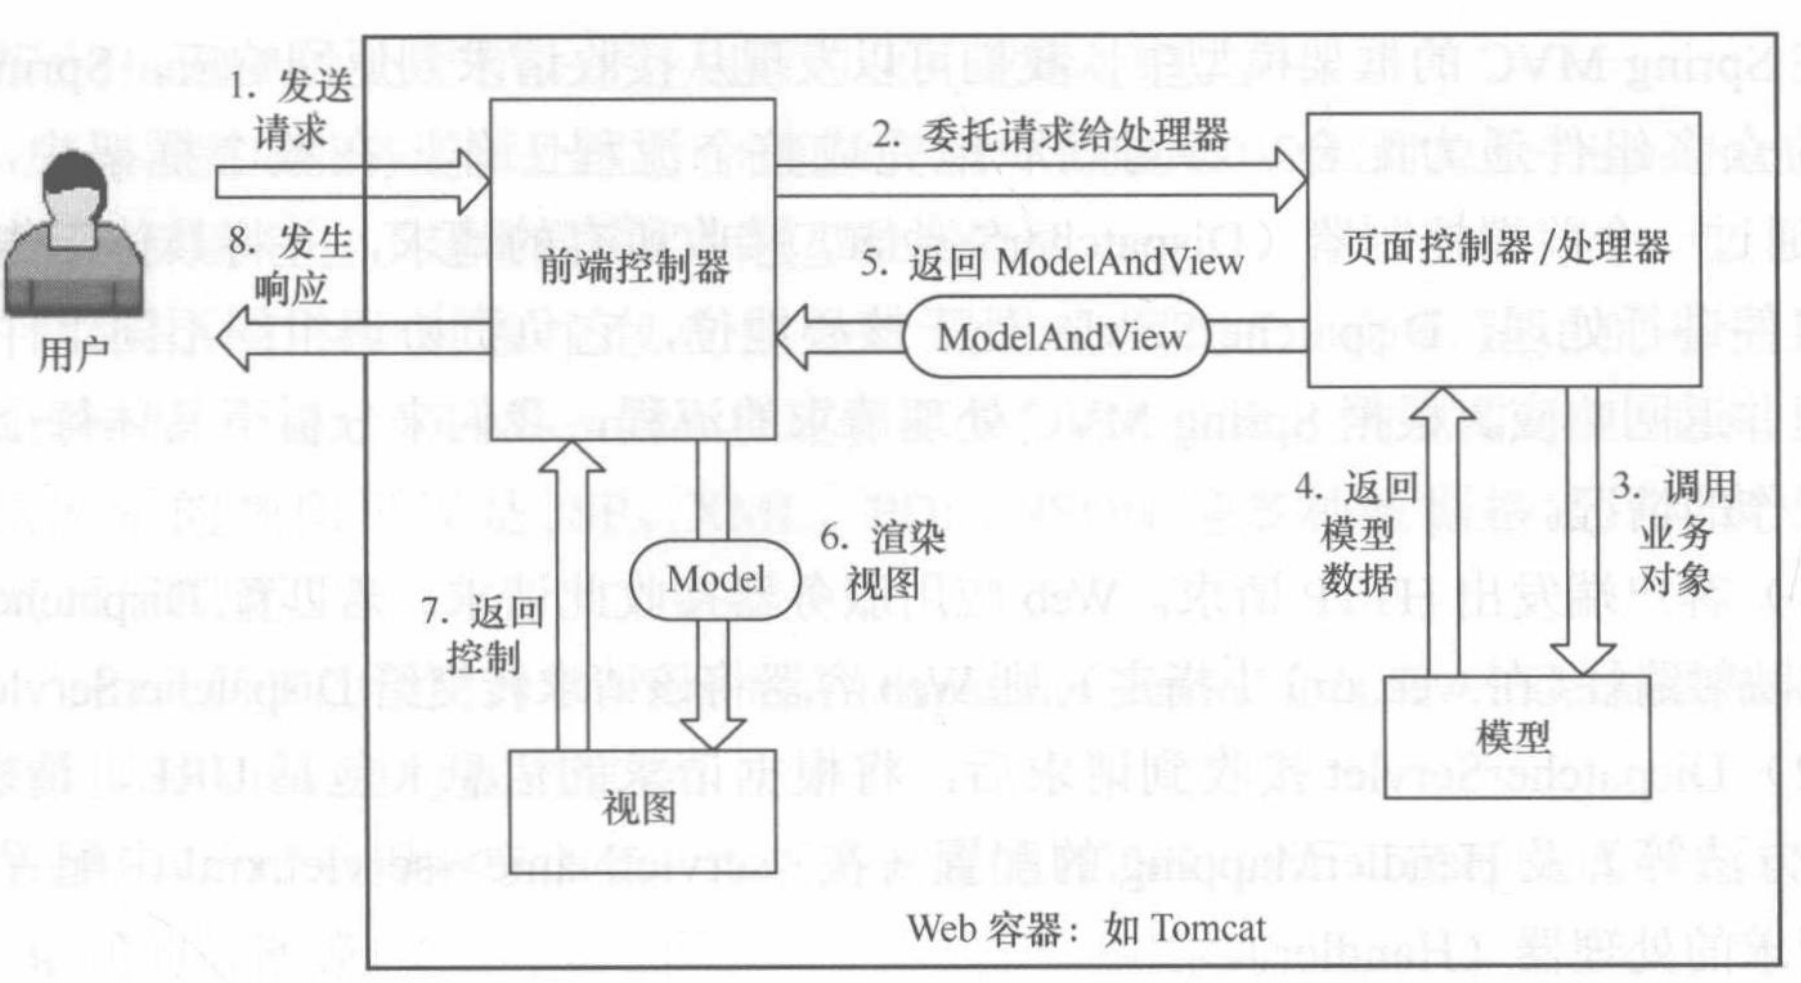 1. 发送
请求
2. 委托请求给处理器
8. 发生
响应
前端控制器
5. 返回 ModelAndView
页面控制器/处理器
ModelAndView
用户
4. 返回
模型
数据
3. 调用
业务
对象
6. 渲染
视图
Model
7. 返回
控制
模型
视图
Web 容器：如 Tomcat